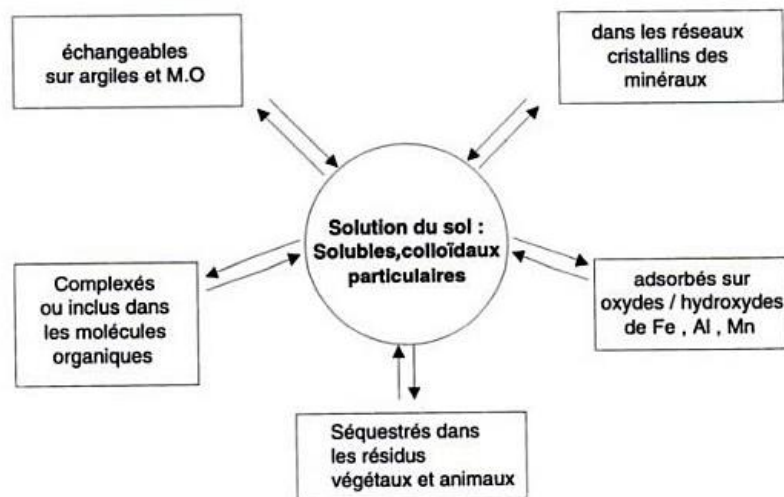 échangeables
sur argiles et M.O
dans les réseaux
cristallins des
minéraux
Solution du sol :
Solubles,colloïdaux
particulaires
Complexés
ou inclus dans
les molécules
organiques
adsorbés sur
oxydes / hydroxydes
de Fe , Al , Mn
Séquestrés dans
les résidus
végétaux et animaux